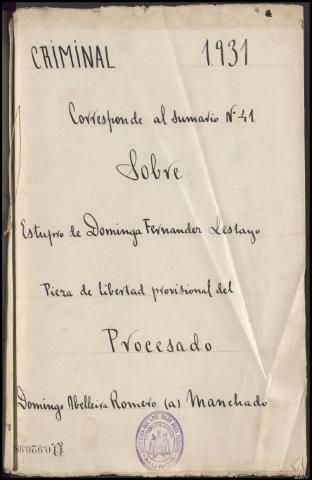 CRIMINAL 1931
Corresponde al sumario Nº 41
Sobre
Estupro de Dominga Fernandez Lestayo
Pieza de libertad provisional del
Procesado
Domingo Abelleira Romero (a) Manchado